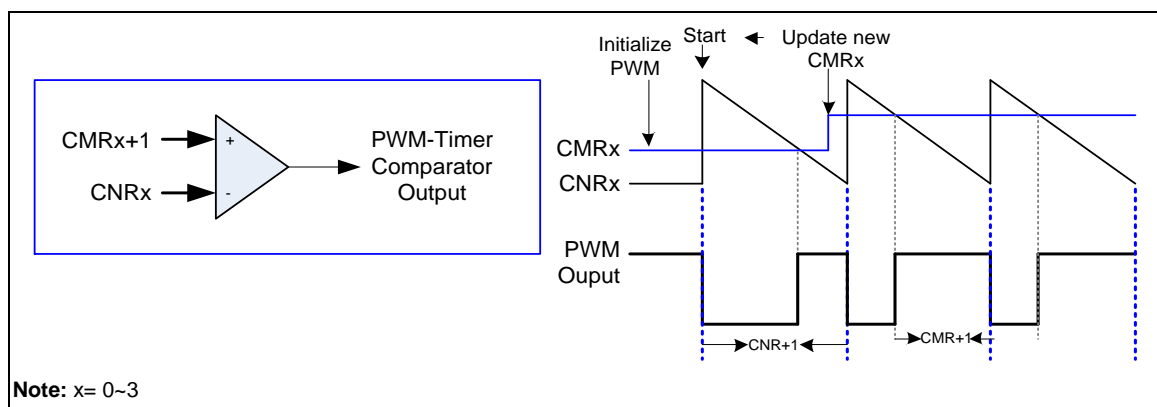 CMRx+1
CNRx
+
-
PWM-Timer
Comparator
Output
Initialize
PWM
Start
Update new
CMRx
CMRx
CNRx
PWM
Ouput
CNR+1
CMR+1
Note: x= 0~3